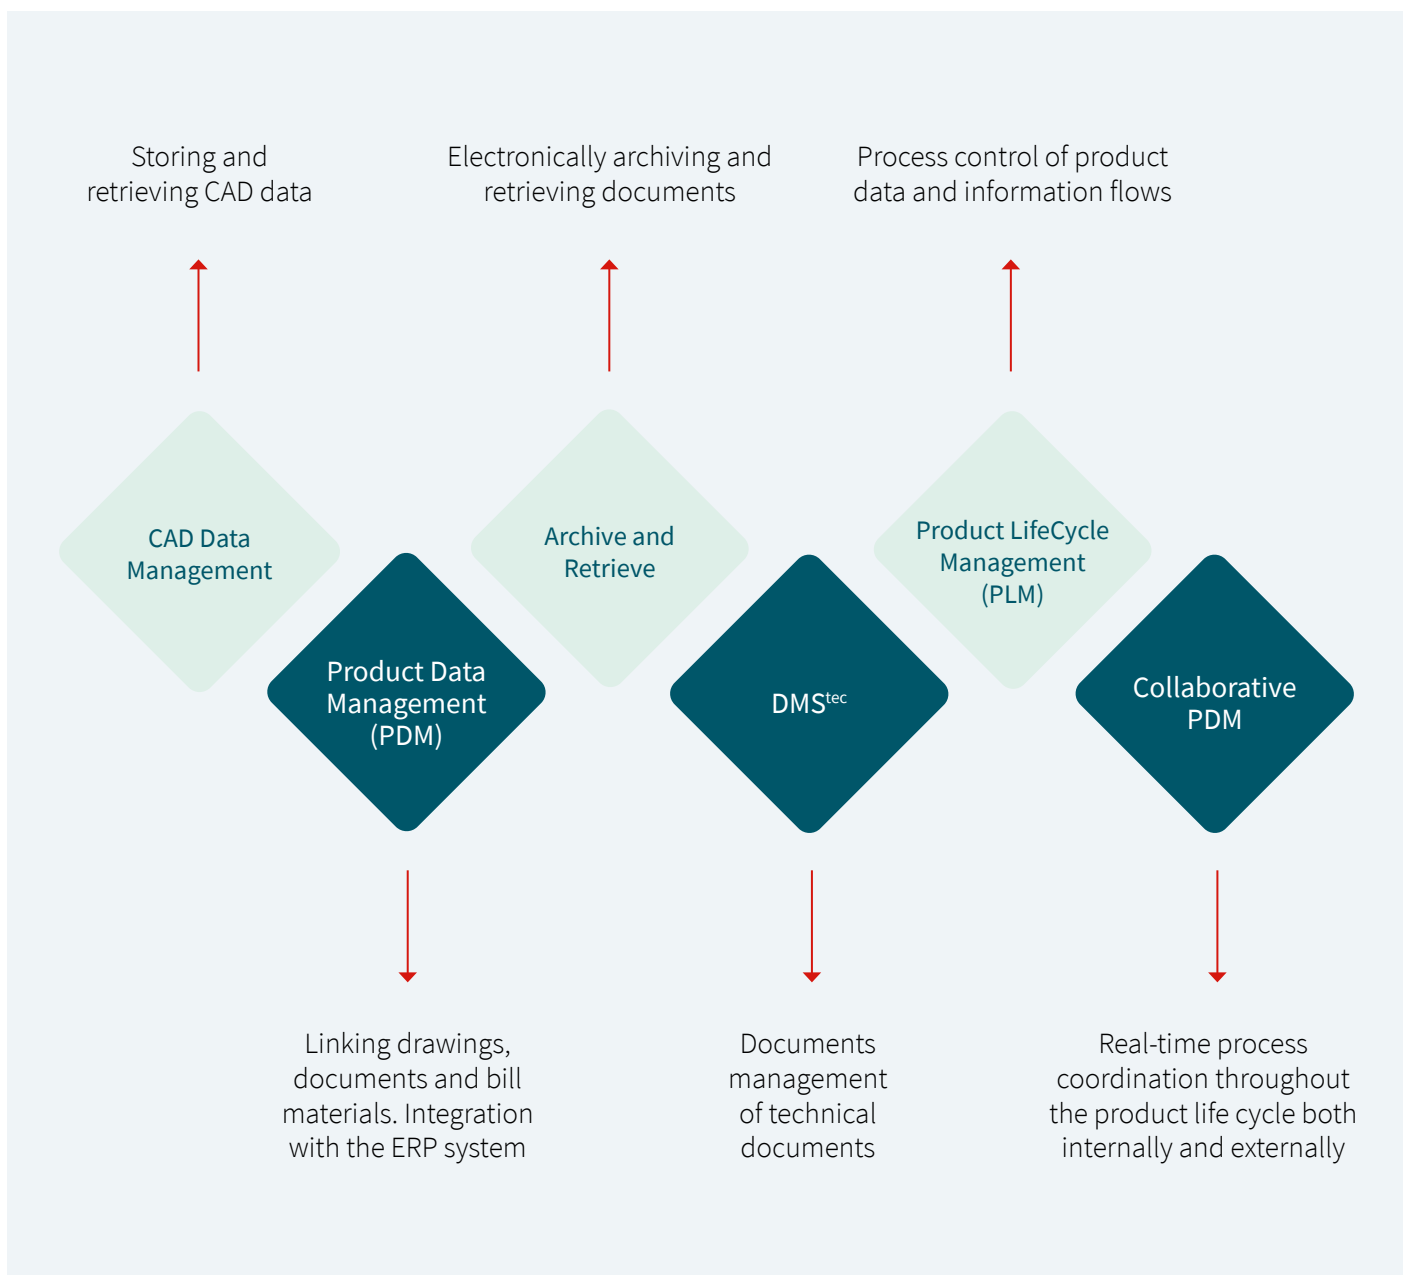 Storing and
retrieving CAD data
Electronically archiving and
retrieving documents
Process control of product
data and information flows
CAD Data
Management
Archive and
Retrieve
Product LifeCycle
Management
(PLM)
Product Data
Management
(PDM)
DMStec
Collaborative
PDM
Linking drawings,
documents and bill
materials. Integration
with the ERP system
Documents
management
of technical
documents
Real-time process
coordination throughout
the product life cycle both
internally and externally